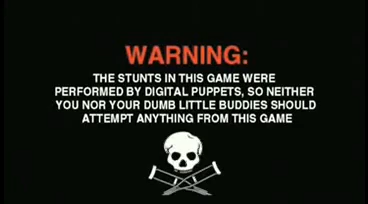 WARNING:
THE STUNTS IN THIS GAME WERE
PERFORMED BY DIGITAL PUPPETS, SO NEITHER
YOU NOR YOUR DUMB LITTLE BUDDIES SHOULD
ATTEMPT ANYTHING FROM THIS GAME